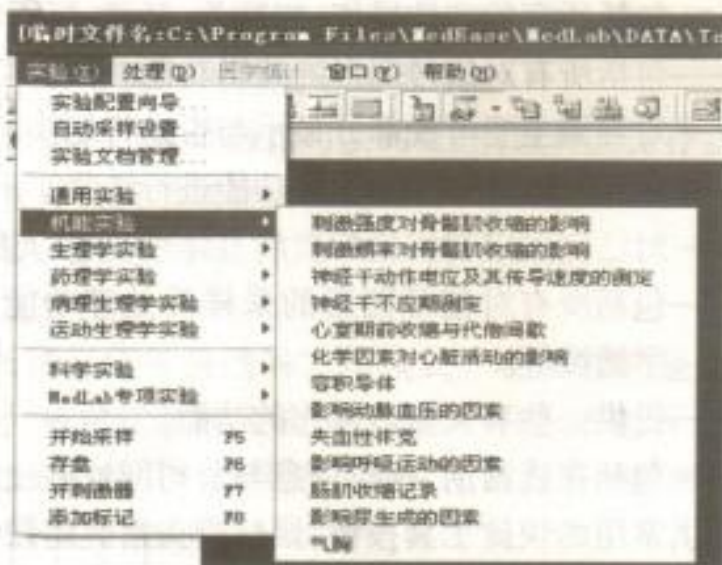 临时文件名:C:\Program Files\MedEase\MedLab\DATA\Te
实验(X) 处理(Q) 医学统计 窗口(Y) 帮助(H)
实验配置向导...
自动采样设置...
实验文档管理...
通用实验
机能实验
生理学实验
药理学实验
病理生理学实验
运动生理学实验
科学实验
MedLab专项实验
开始采样 F5
存盘 F6
开刺激器 F7
添加标记 F8
刺激强度对骨骼肌收缩的影响
刺激频率对骨骼肌收缩的影响
神经干动作电位及其传导速度的测定
神经干不应期测定
心室期前收缩与代偿间歇
化学因素对心脏活动的影响
容积导体
影响动脉血压的因素
失血性休克
影响呼吸运动的因素
肠肌收缩记录
影响尿生成的因素